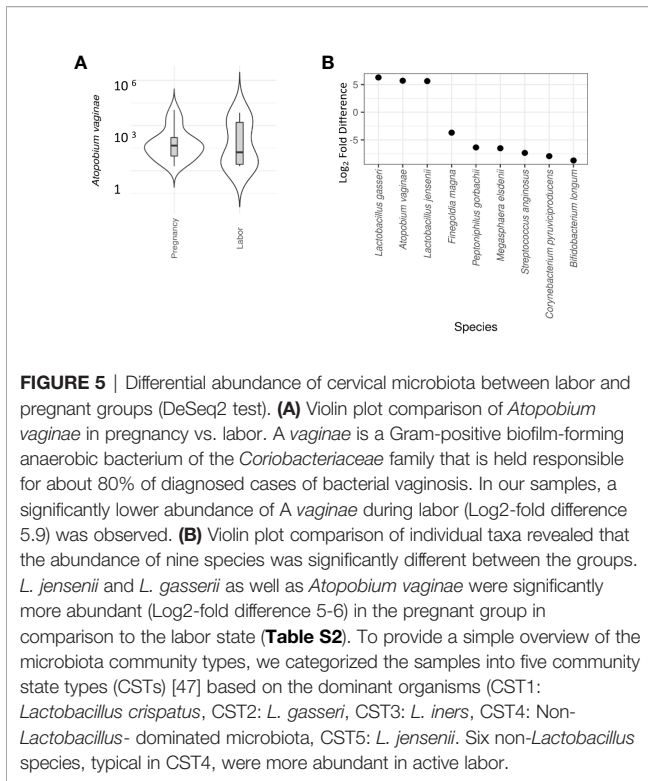 A
B
10 6
10 3
1
Atopobium vaginae
Pregnancy
Labor
5
0
-5
Log2 Fold Difference
Lactobacillus gasseri
Atopobium vaginae
Lactobacillus jensenii
Finegoldia magna
Peptoniphilus gorbachii
Megasphaera elsdenii
Streptococcus anginosus
Corynebacterium pyruviciproducens
Bifidobacterium longum
Species
FIGURE 5 | Differential abundance of cervical microbiota between labor and
pregnant groups (DeSeq2 test). (A) Violin plot comparison of Atopobium
vaginae in pregnancy vs. labor. A vaginae is a Gram-positive biofilm-forming
anaerobic bacterium of the Coriobacteriaceae family that is held responsible
for about 80% of diagnosed cases of bacterial vaginosis. In our samples, a
significantly lower abundance of A vaginae during labor (Log2-fold difference
5.9) was observed. (B) Violin plot comparison of individual taxa revealed that
the abundance of nine species was significantly different between the groups.
L. jensenii and L. gasserii as well as Atopobium vaginae were significantly
more abundant (Log2-fold difference 5-6) in the pregnant group in
comparison to the labor state (Table S2). To provide a simple overview of the
microbiota community types, we categorized the samples into five community
state types (CSTs) [47] based on the dominant organisms (CST1:
Lactobacillus crispatus, CST2: L. gasseri, CST3: L. iners, CST4: Non-
Lactobacillus- dominated microbiota, CST5: L. jensenii. Six non-Lactobacillus
species, typical in CST4, were more abundant in active labor.